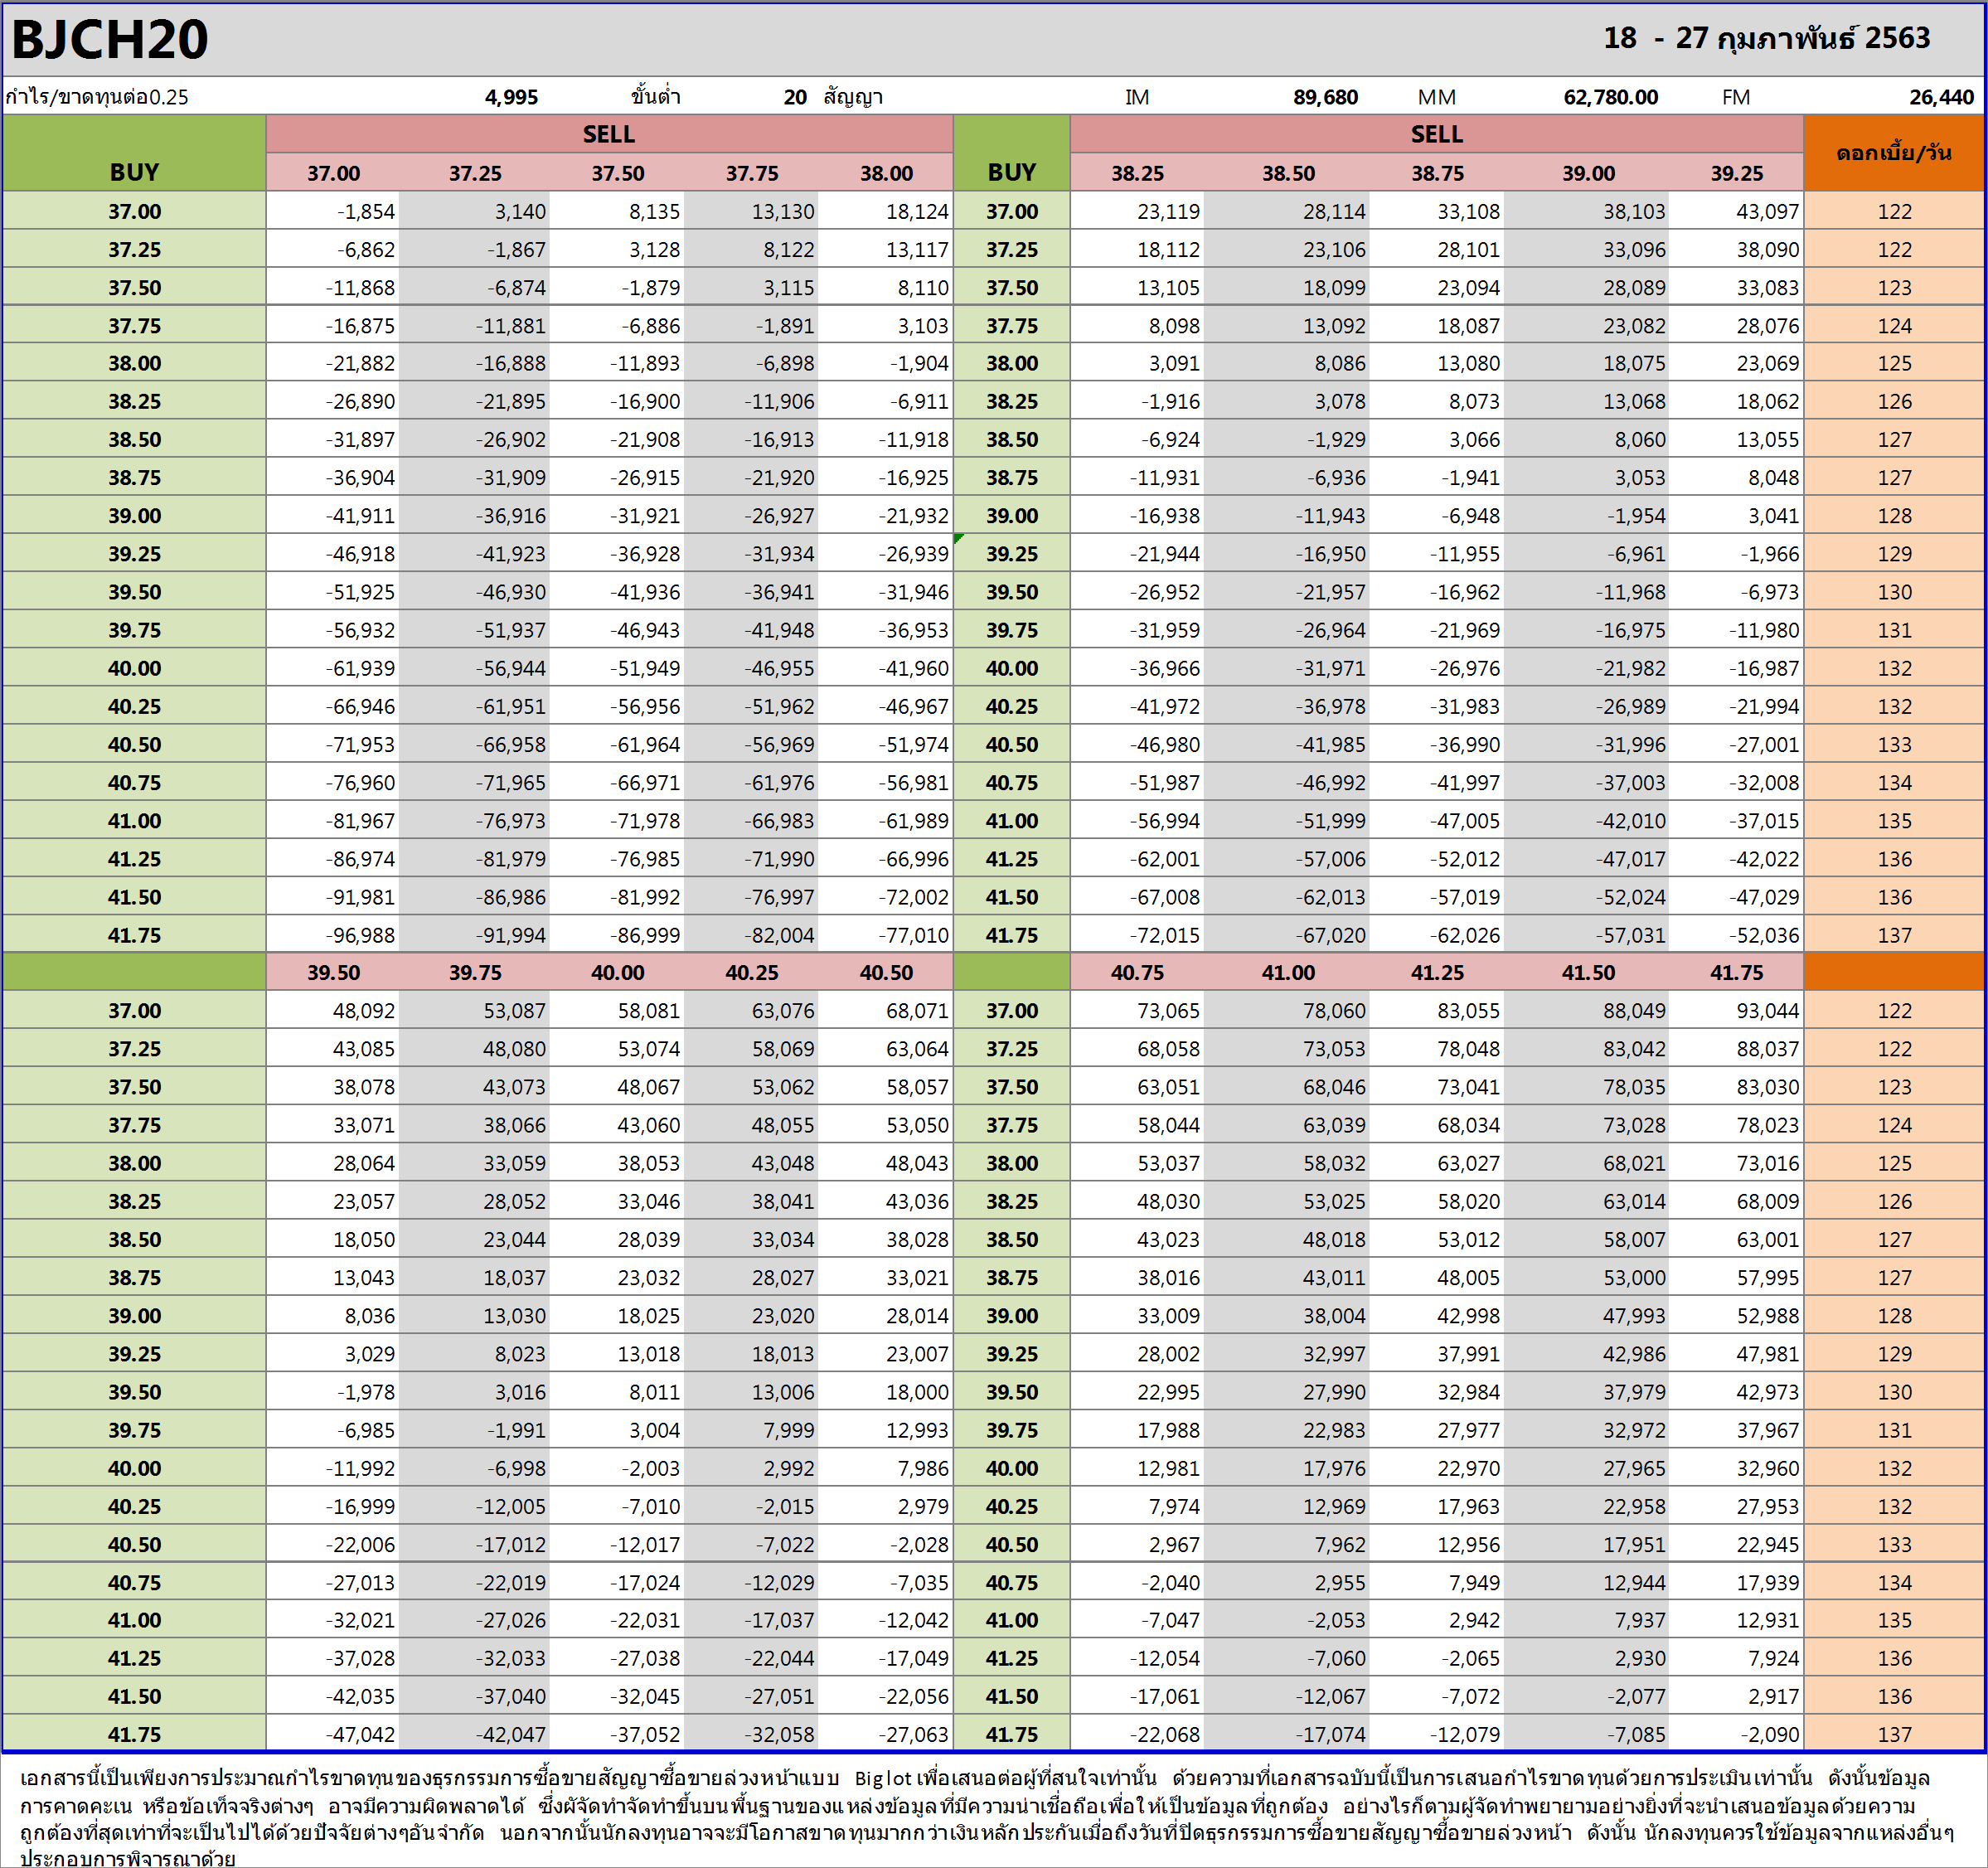 BJCH20 18 - 27 กุมภาพันธ์ 2563
กำไร/ขาดทุนต่อ0.25 4,995 ขั้นต่ำ 20 สัญญา IM 89,680 MM 62,780.00 FM 26,440
SELL SELL
BUY 37.00 37.25 37.50 37.75 38.00 BUY 38.25 38.50 38.75 39.00 39.25 ดอกเบี้ย/วัน
37.00 -1,854 3,140 8,135 13,130 18,124 37.00 23,119 28,114 33,108 38,103 43,097 122
37.25 -6,862 -1,867 3,128 8,122 13,117 37.25 18,112 23,106 28,101 33,096 38,090 122
37.50 -11,868 -6,874 -1,879 3,115 8,110 37.50 13,105 18,099 23,094 28,089 33,083 123
37.75 -16,875 -11,881 -6,886 -1,891 3,103 37.75 8,098 13,092 18,087 23,082 28,076 124
38.00 -21,882 -16,888 -11,893 -6,898 -1,904 38.00 3,091 8,086 13,080 18,075 23,069 125
38.25 -26,890 -21,895 -16,900 -11,906 -6,911 38.25 -1,916 3,078 8,073 13,068 18,062 126
38.50 -31,897 -26,902 -21,908 -16,913 -11,918 38.50 -6,924 -1,929 3,066 8,060 13,055 127
38.75 -36,904 -31,909 -26,915 -21,920 -16,925 38.75 -11,931 -6,936 -1,941 3,053 8,048 127
39.00 -41,911 -36,916 -31,921 -26,927 -21,932 39.00 -16,938 -11,943 -6,948 -1,954 3,041 128
39.25 -46,918 -41,923 -36,928 -31,934 -26,939 39.25 -21,944 -16,950 -11,955 -6,961 -1,966 129
39.50 -51,925 -46,930 -41,936 -36,941 -31,946 39.50 -26,952 -21,957 -16,962 -11,968 -6,973 130
39.75 -56,932 -51,937 -46,943 -41,948 -36,953 39.75 -31,959 -26,964 -21,969 -16,975 -11,980 131
40.00 -61,939 -56,944 -51,949 -46,955 -41,960 40.00 -36,966 -31,971 -26,976 -21,982 -16,987 132
40.25 -66,946 -61,951 -56,956 -51,962 -46,967 40.25 -41,972 -36,978 -31,983 -26,989 -21,994 132
40.50 -71,953 -66,958 -61,964 -56,969 -51,974 40.50 -46,980 -41,985 -36,990 -31,996 -27,001 133
40.75 -76,960 -71,965 -66,971 -61,976 -56,981 40.75 -51,987 -46,992 -41,997 -37,003 -32,008 134
41.00 -81,967 -76,973 -71,978 -66,983 -61,989 41.00 -56,994 -51,999 -47,005 -42,010 -37,015 135
41.25 -86,974 -81,979 -76,985 -71,990 -66,996 41.25 -62,001 -57,006 -52,012 -47,017 -42,022 136
41.50 -91,981 -86,986 -81,992 -76,997 -72,002 41.50 -67,008 -62,013 -57,019 -52,024 -47,029 136
41.75 -96,988 -91,994 -86,999 -82,004 -77,010 41.75 -72,015 -67,020 -62,026 -57,031 -52,036 137
39.50 39.75 40.00 40.25 40.50 40.75 41.00 41.25 41.50 41.75
37.00 48,092 53,087 58,081 63,076 68,071 37.00 73,065 78,060 83,055 88,049 93,044 122
37.25 43,085 48,080 53,074 58,069 63,064 37.25 68,058 73,053 78,048 83,042 88,037 122
37.50 38,078 43,073 48,067 53,062 58,057 37.50 63,051 68,046 73,041 78,035 83,030 123
37.75 33,071 38,066 43,060 48,055 53,050 37.75 58,044 63,039 68,034 73,028 78,023 124
38.00 28,064 33,059 38,053 43,048 48,043 38.00 53,037 58,032 63,027 68,021 73,016 125
38.25 23,057 28,052 33,046 38,041 43,036 38.25 48,030 53,025 58,020 63,014 68,009 126
38.50 18,050 23,044 28,039 33,034 38,028 38.50 43,023 48,018 53,012 58,007 63,001 127
38.75 13,043 18,037 23,032 28,027 33,021 38.75 38,016 43,011 48,005 53,000 57,995 127
39.00 8,036 13,030 18,025 23,020 28,014 39.00 33,009 38,004 42,998 47,993 52,988 128
39.25 3,029 8,023 13,018 18,013 23,007 39.25 28,002 32,997 37,991 42,986 47,981 129
39.50 -1,978 3,016 8,011 13,006 18,000 39.50 22,995 27,990 32,984 37,979 42,973 130
39.75 -6,985 -1,991 3,004 7,999 12,993 39.75 17,988 22,983 27,977 32,972 37,967 131
40.00 -11,992 -6,998 -2,003 2,992 7,986 40.00 12,981 17,976 22,970 27,965 32,960 132
40.25 -16,999 -12,005 -7,010 -2,015 2,979 40.25 7,974 12,969 17,963 22,958 27,953 132
40.50 -22,006 -17,012 -12,017 -7,022 -2,028 40.50 2,967 7,962 12,956 17,951 22,945 133
40.75 -27,013 -22,019 -17,024 -12,029 -7,035 40.75 -2,040 2,955 7,949 12,944 17,939 134
41.00 -32,021 -27,026 -22,031 -17,037 -12,042 41.00 -7,047 -2,053 2,942 7,937 12,931 135
41.25 -37,028 -32,033 -27,038 -22,044 -17,049 41.25 -12,054 -7,060 -2,065 2,930 7,924 136
41.50 -42,035 -37,040 -32,045 -27,051 -22,056 41.50 -17,061 -12,067 -7,072 -2,077 2,917 136
41.75 -47,042 -42,047 -37,052 -32,058 -27,063 41.75 -22,068 -17,074 -12,079 -7,085 -2,090 137
เอกสารนี้เป็นเพียงการประมาณกำไรขาดทุนของธุรกรรมการซื้อขายสัญญาซื้อขายล่วงหน้าแบบ Big lot เพื่อเสนอต่อผู้ที่สนใจเท่านั้น ด้วยความที่เอกสารฉบับนี้เป็นการเสนอกำไรขาดทุนด้วยการประเมินเท่านั้น ดังนั้นข้อมูล
การคาดคะเน หรือข้อเท็จจริงต่างๆ อาจมีความผิดพลาดได้ ซึ่งผัจัดทำจัดทำขึ้นบนพื้นฐานของแหล่งข้อมูลที่มีความน่าเชื่อถือเพื่อให้เป็นข้อมูลที่ถูกต้อง อย่างไรก็ตามผู้จัดทำพยายามอย่างยิ่งที่จะนำเสนอข้อมูลด้วยความ
ถูกต้องที่สุดเท่าที่จะเป็นไปได้ด้วยปัจจัยต่างๆอันจำกัด นอกจากนั้นนักลงทุนอาจจะมีโอกาสขาดทุนมากกว่าเงินหลักประกันเมื่อถึงวันที่ปิดธุรกรรมการซื้อขายสัญญาซื้อขายล่วงหน้า ดังนั้น นักลงทุนควรใช้ข้อมูลจากแหล่งอื่นๆ
ประกอบการพิจารณาด้วย